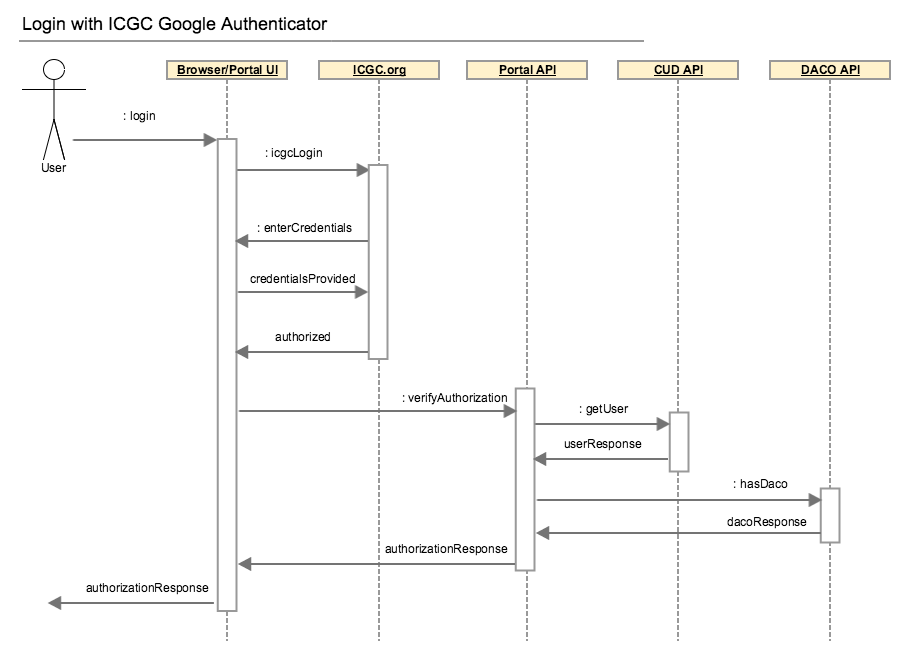 Login with ICGC Google Authenticator
Browser/Portal UI
ICGC.org
Portal API
CUD API
DACO API
: login
User
: icgcLogin
: enterCredentials
credentialsProvided
authorized
: verifyAuthorization
: getUser
userResponse
: hasDaco
dacoResponse
authorizationResponse
authorizationResponse